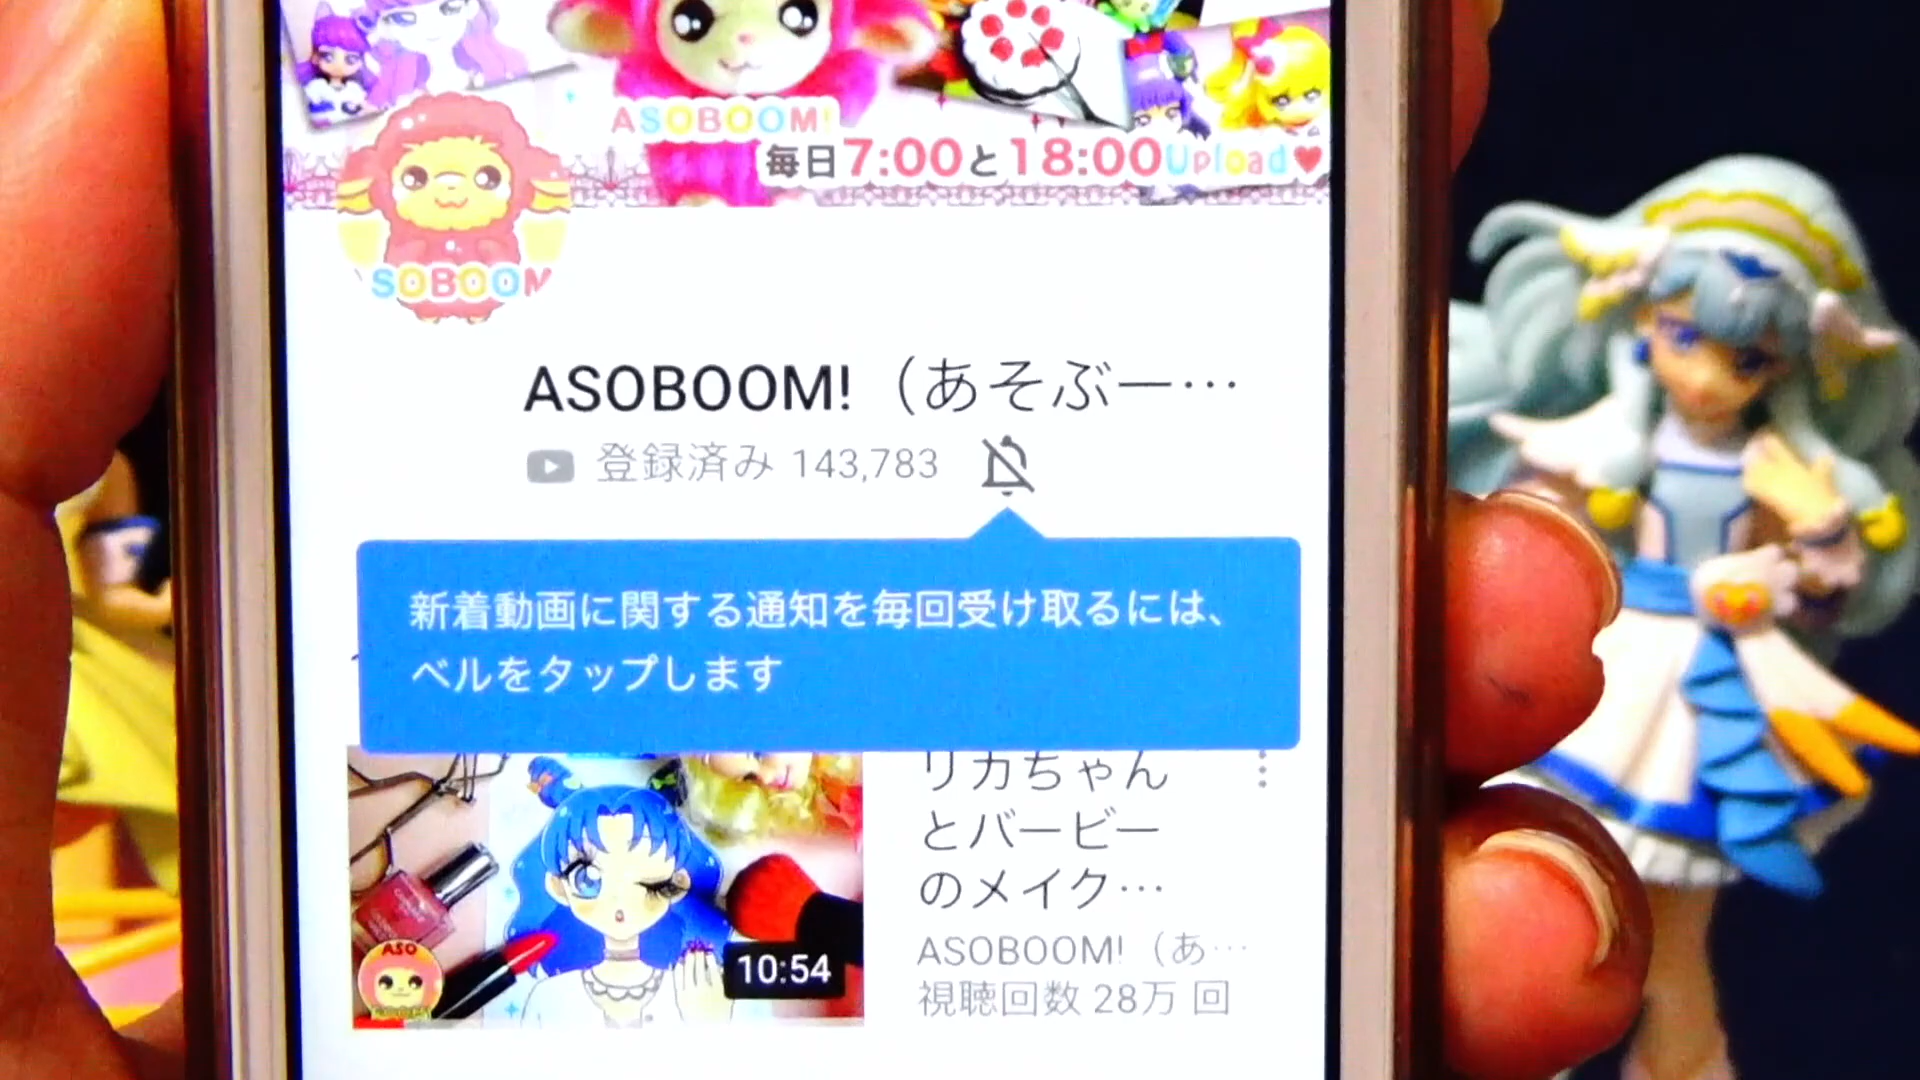 ASOBOOM!
毎日7:00と18:00Upload
SOBOOM
ASOBOOM!（あそぶー…
登録済み 143,783
新着動画に関する通知を毎回受け取るには、
ベルをタップします
リカちゃん
とバービー
のメイク…
ASO
10:54
ASOBOOM!（あ…
視聴回数 28万 回